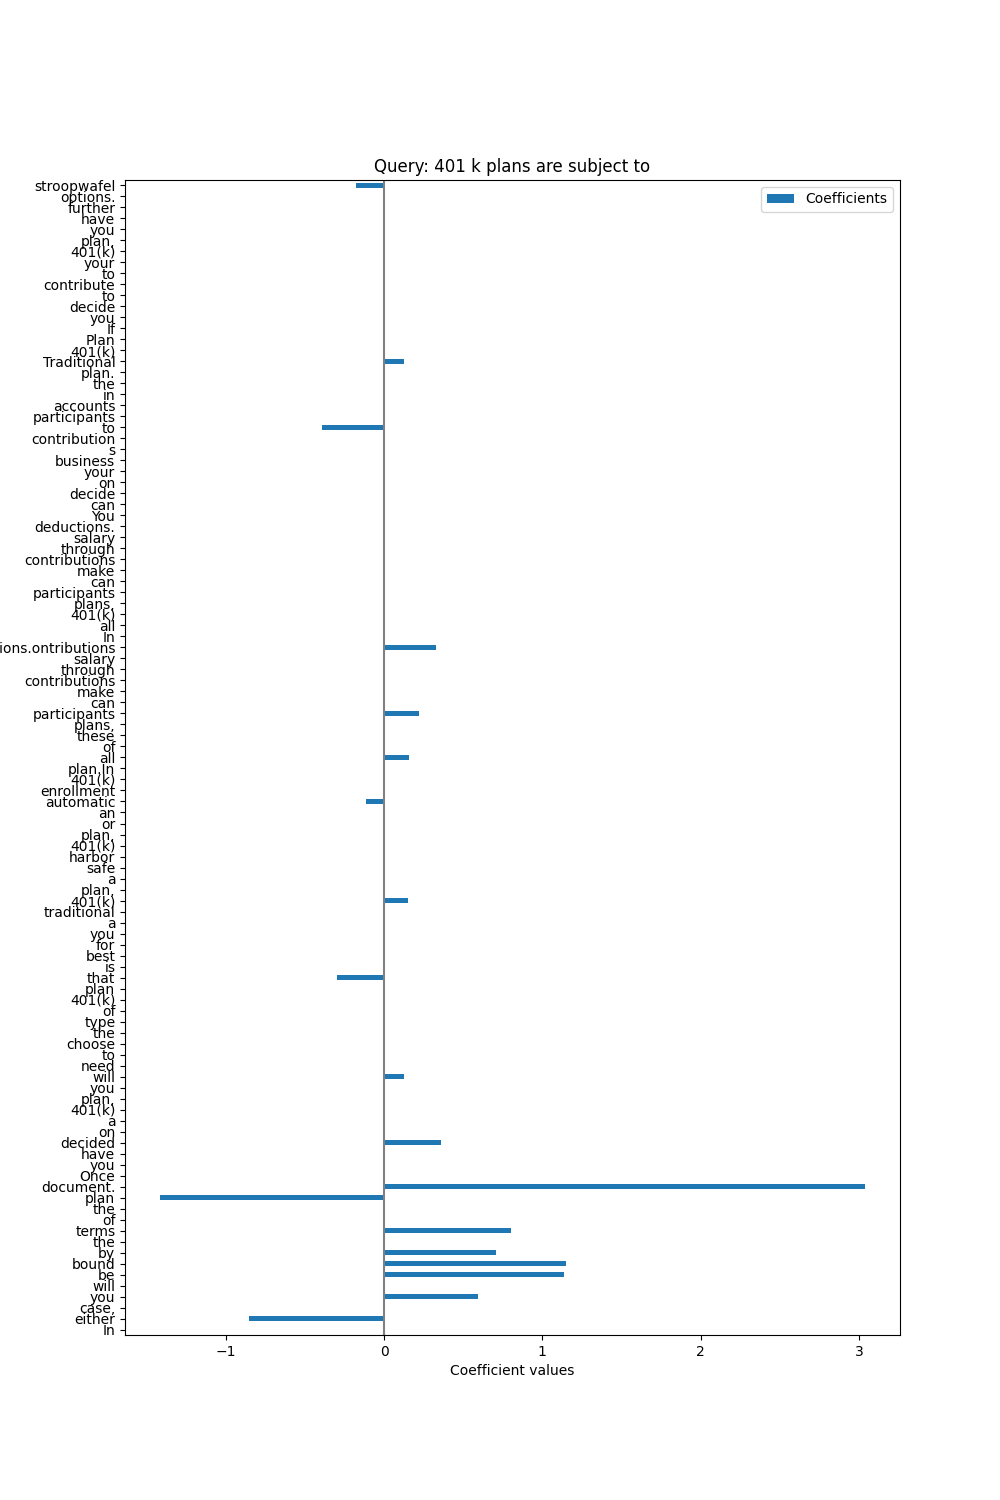 Query: 401 k plans are subject to
Coefficients
stroopwafel
options.
further
have
you
plan,
401(k)
your
to
contribute
to
decide
you
If
Plan
401(k)
Traditional
plan.
the
in
accounts
participants
to
contribution
s
business
your
on
decide
can
You
deductions.
salary
through
contributions
make
can
participants
plans,
401(k)
all
In
ions.ontributions
salary
through
contributions
make
can
participants
plans,
these
of
all
plan.In
401(k)
enrollment
automatic
an
or
plan,
401(k)
harbor
safe
a
plan,
401(k)
traditional
a
you
for
best
is
that
plan
401(k)
of
type
the
choose
to
need
will
you
plan,
401(k)
a
on
decided
have
you
Once
document.
plan
the
of
terms
the
by
bound
be
will
you
case,
either
In
−1
0
1
2
3
Coefficient values